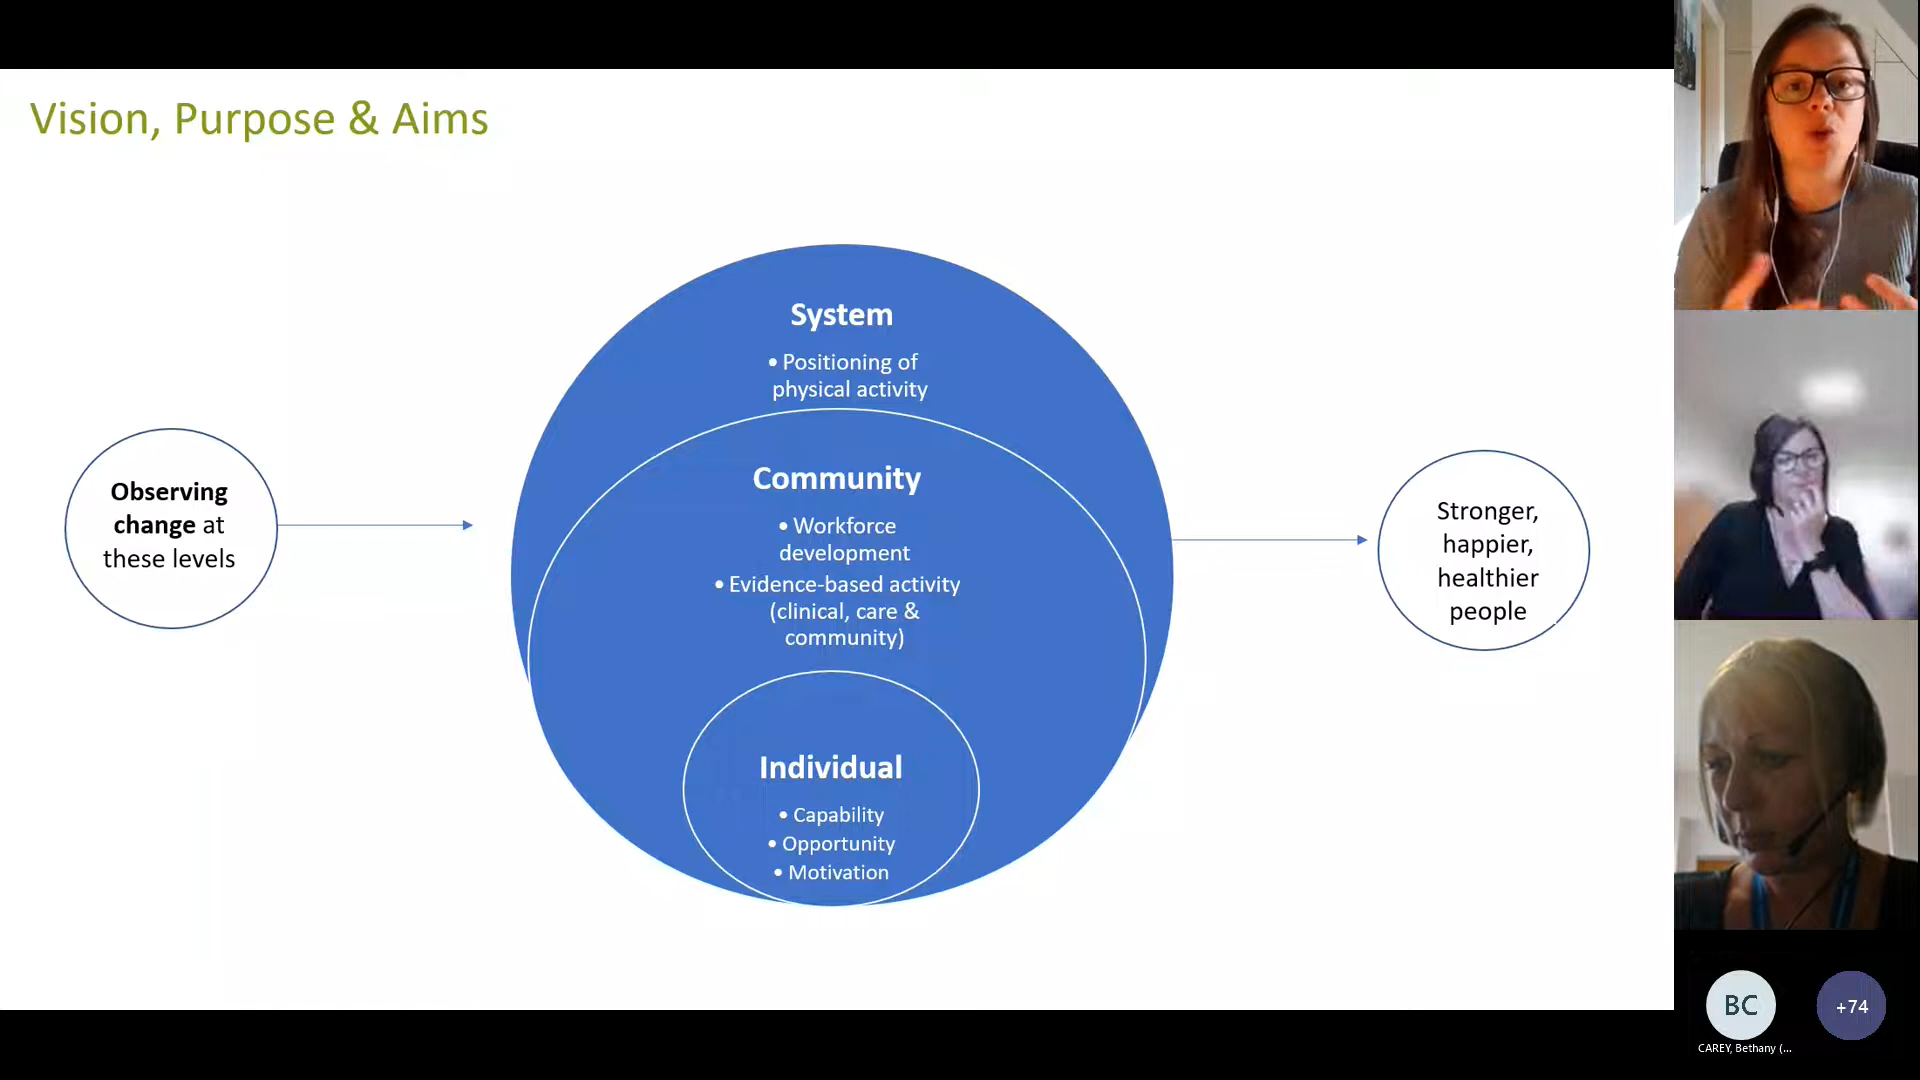 Vision, Purpose & Aims
Observing
change at
these levels
System
• Positioning of
physical activity
Community
• Workforce
development
• Evidence-based activity
(clinical, care &
community)
Individual
• Capability
• Opportunity
• Motivation
Stronger,
happier,
healthier
people
BC
+74
CAREY, Bethany (...